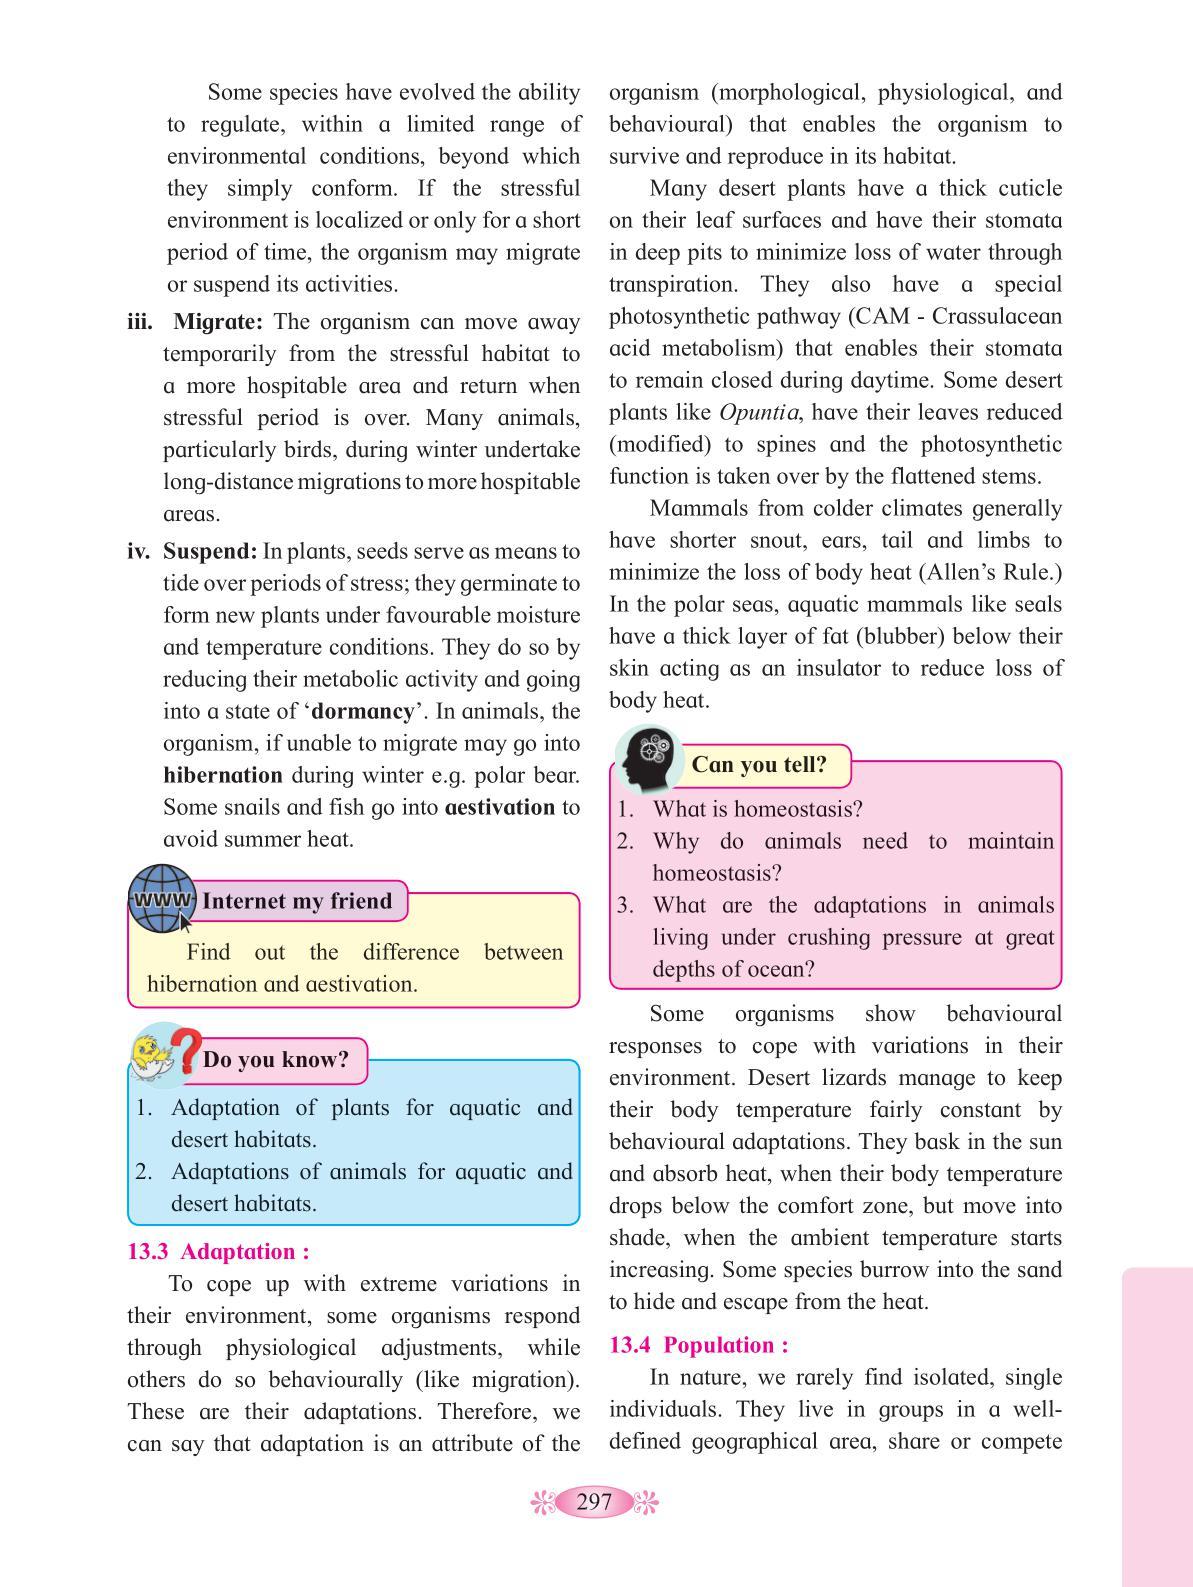 Some species have evolved the ability
to regulate, within a limited range of
environmental conditions, beyond which
they simply conform. If the stressful
environment is localized or only for a short
period of time, the organism may migrate
or suspend its activities.
iii. Migrate: The organism can move away
temporarily from the stressful habitat to
a more hospitable area and return when
stressful period is over. Many animals,
particularly birds, during winter undertake
long-distance migrations to more hospitable
areas.
iv. Suspend: In plants, seeds serve as means to
tide over periods of stress; they germinate to
form new plants under favourable moisture
and temperature conditions. They do so by
reducing their metabolic activity and going
into a state of ‘dormancy’. In animals, the
organism, if unable to migrate may go into
hibernation during winter e.g. polar bear.
Some snails and fish go into aestivation to
avoid summer heat.
WWW Internet my friend
Find out the difference between
hibernation and aestivation.
? Do you know?
1. Adaptation of plants for aquatic and
desert habitats.
2. Adaptations of animals for aquatic and
desert habitats.
13.3 Adaptation :
To cope up with extreme variations in
their environment, some organisms respond
through physiological adjustments, while
others do so behaviourally (like migration).
These are their adaptations. Therefore, we
can say that adaptation is an attribute of the
organism (morphological, physiological, and
behavioural) that enables the organism to
survive and reproduce in its habitat.
Many desert plants have a thick cuticle
on their leaf surfaces and have their stomata
in deep pits to minimize loss of water through
transpiration. They also have a special
photosynthetic pathway (CAM - Crassulacean
acid metabolism) that enables their stomata
to remain closed during daytime. Some desert
plants like Opuntia, have their leaves reduced
(modified) to spines and the photosynthetic
function is taken over by the flattened stems.
Mammals from colder climates generally
have shorter snout, ears, tail and limbs to
minimize the loss of body heat (Allen’s Rule.)
In the polar seas, aquatic mammals like seals
have a thick layer of fat (blubber) below their
skin acting as an insulator to reduce loss of
body heat.
Can you tell?
1. What is homeostasis?
2. Why do animals need to maintain
homeostasis?
3. What are the adaptations in animals
living under crushing pressure at great
depths of ocean?
Some organisms show behavioural
responses to cope with variations in their
environment. Desert lizards manage to keep
their body temperature fairly constant by
behavioural adaptations. They bask in the sun
and absorb heat, when their body temperature
drops below the comfort zone, but move into
shade, when the ambient temperature starts
increasing. Some species burrow into the sand
to hide and escape from the heat.
13.4 Population :
In nature, we rarely find isolated, single
individuals. They live in groups in a well-
defined geographical area, share or compete
297